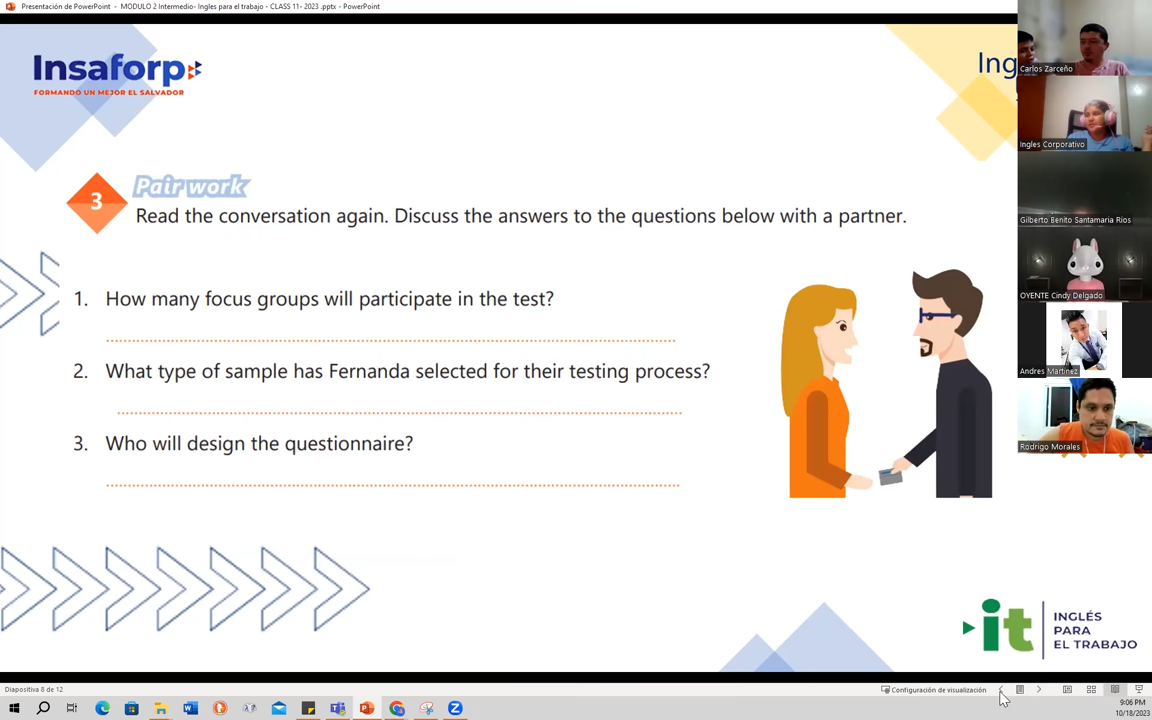 Presentación de PowerPoint - MODULO 2 Intermedio- Ingles para el trabajo - CLASS 11- 2023 .pptx - PowerPoint
Insaforp
FORMANDO UN MEJOR EL SALVADOR
Ing
3
Pair work
Read the conversation again. Discuss the answers to the questions below with a partner.
1. How many focus groups will participate in the test?
2. What type of sample has Fernanda selected for their testing process?
3. Who will design the questionnaire?
Carlos Zarceño
Ingles Corporativo
Gilberto Benito Santamaria Rios
OYENTE Cindy Delgado
Andres Martinez
Rodrigo Morales
it
INGLÉS
PARA
EL TRABAJO
Diapositiva 8 de 12
Configuración de visualización
9:06 PM
10/18/2023